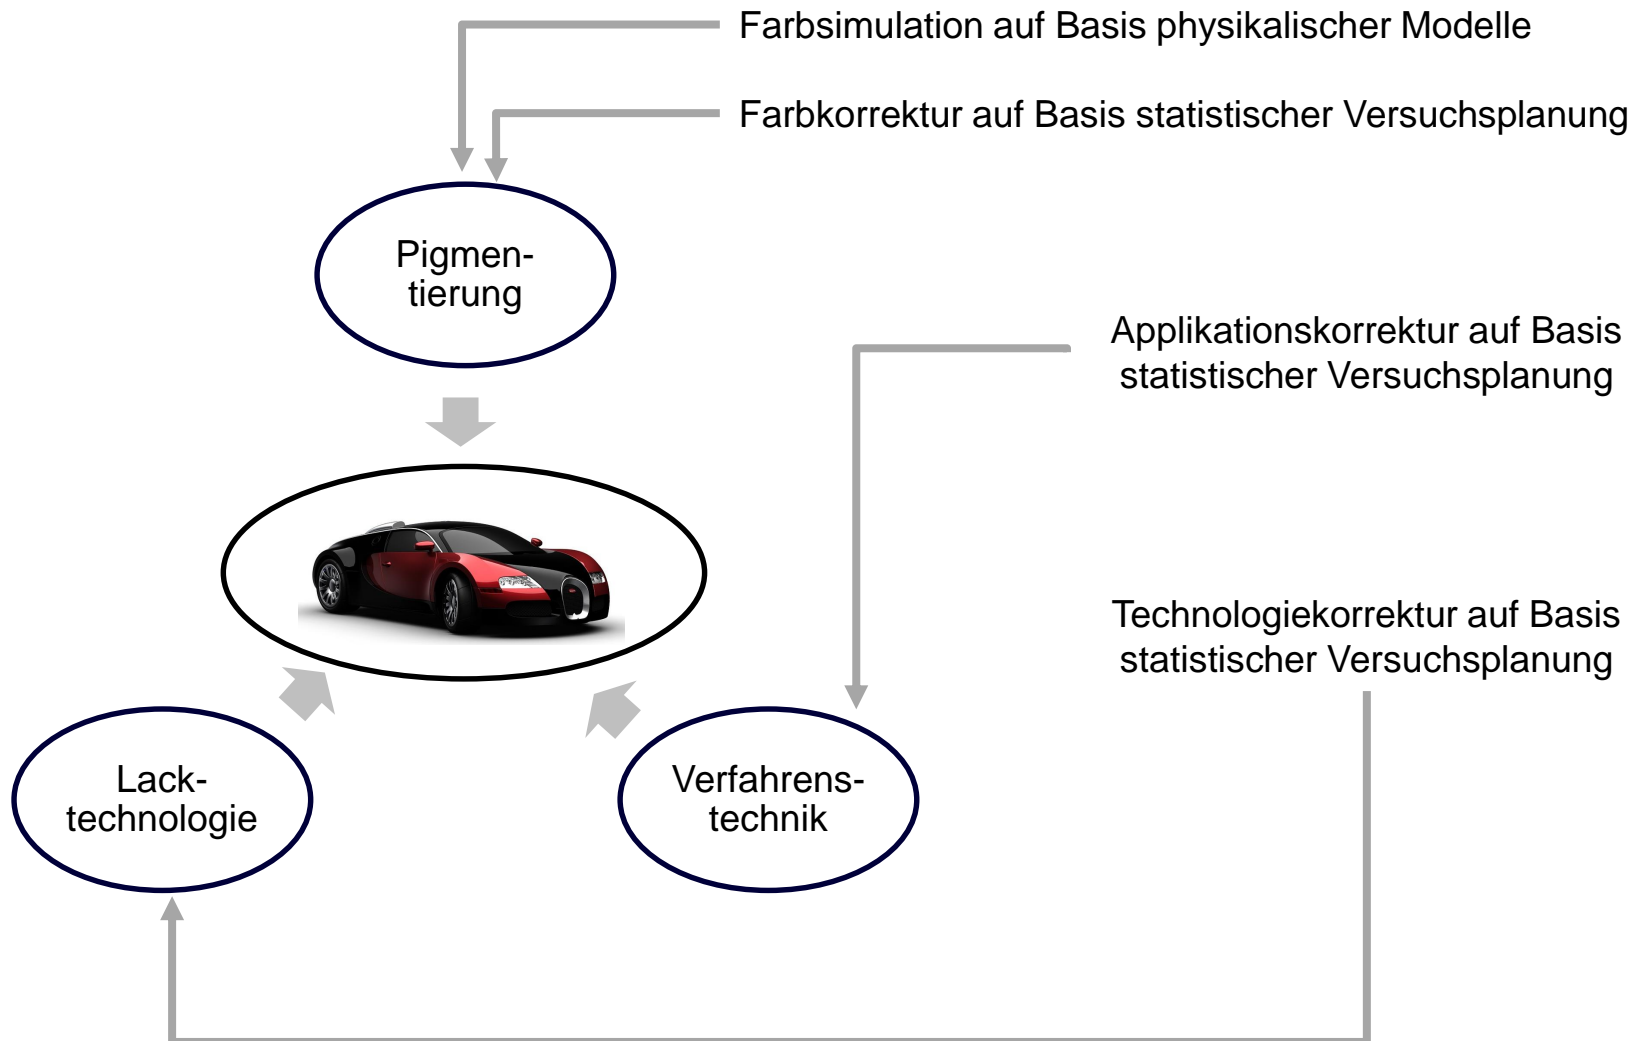 Farbsimulation auf Basis physikalischer Modelle
Farbkorrektur auf Basis statistischer Versuchsplanung
Pigmen-
tierung
Applikationskorrektur auf Basis
statistischer Versuchsplanung
Technologiekorrektur auf Basis
statistischer Versuchsplanung
Lack-
technologie
Verfahrens-
technik